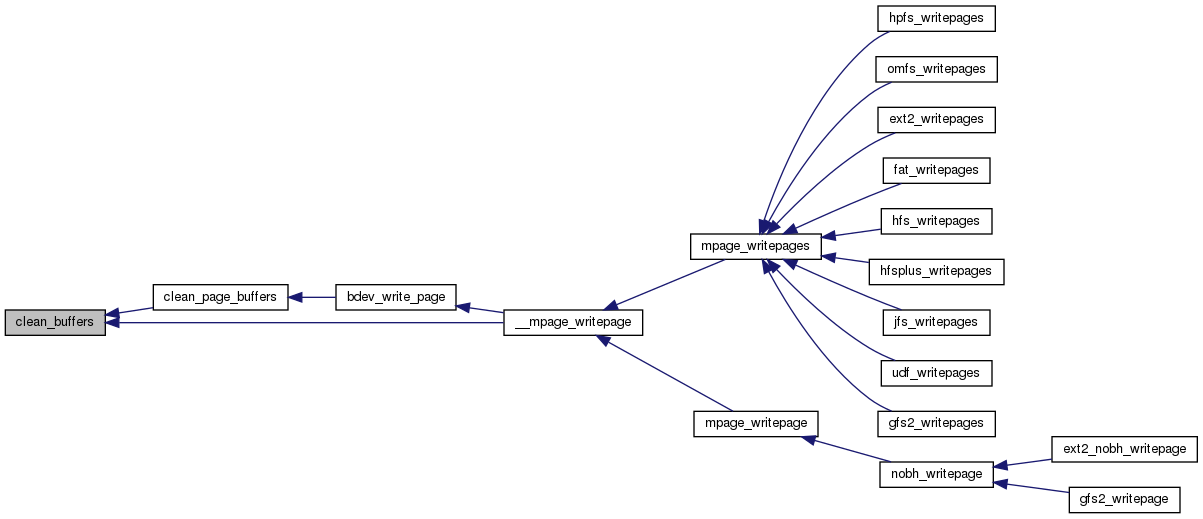 hpfs_writepages
omfs_writepages
ext2_writepages
fat_writepages
hfs_writepages
mpage_writepages
hfsplus_writepages
clean_page_buffers
bdev_write_page
clean_buffers
__mpage_writepage
jfs_writepages
udf_writepages
mpage_writepage
gfs2_writepages
ext2_nobh_writepage
nobh_writepage
gfs2_writepage